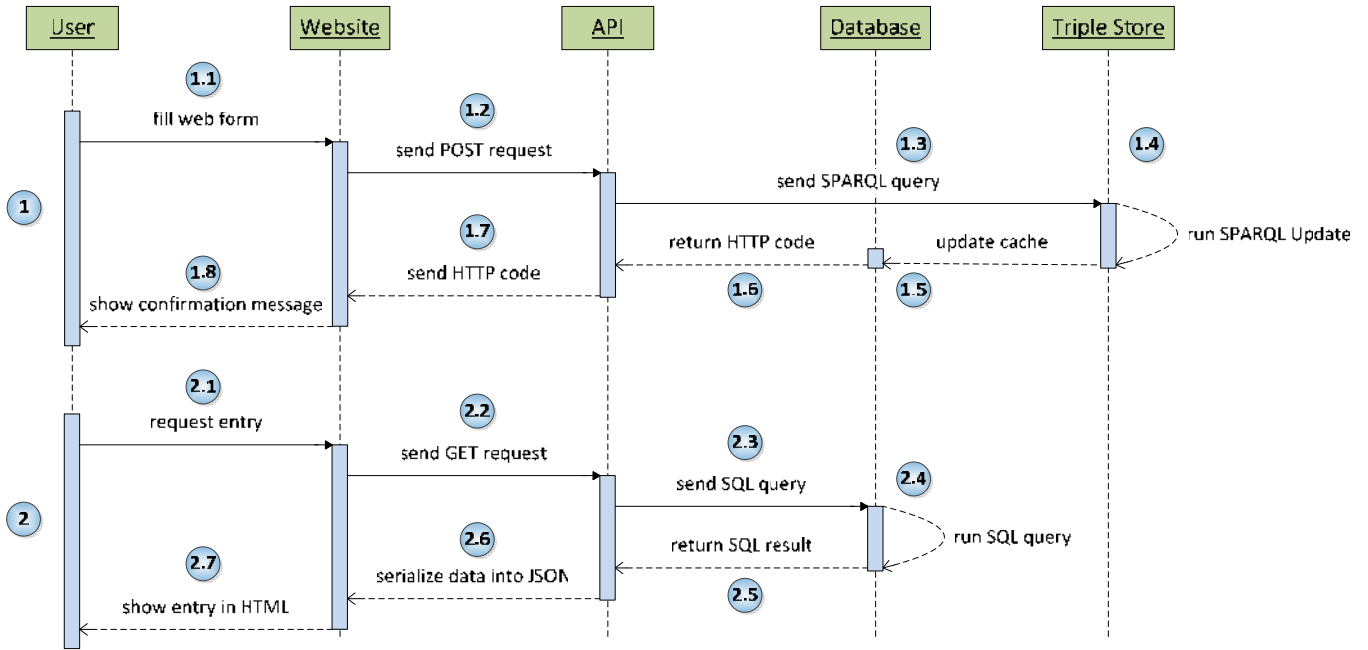 User
Website
API
Database
Triple Store
1.1
fill web form
1.2
send POST request
1.3
1.4
send SPARQL query
1
1.7
return HTTP code
update cache
run SPARQL Update
1.8
send HTTP code
1.6
1.5
show confirmation message
2.1
request entry
2.2
send GET request
2.3
send SQL query
2.4
2
2.6
return SQL result
run SQL query
2.7
serialize data into JSON
2.5
show entry in HTML